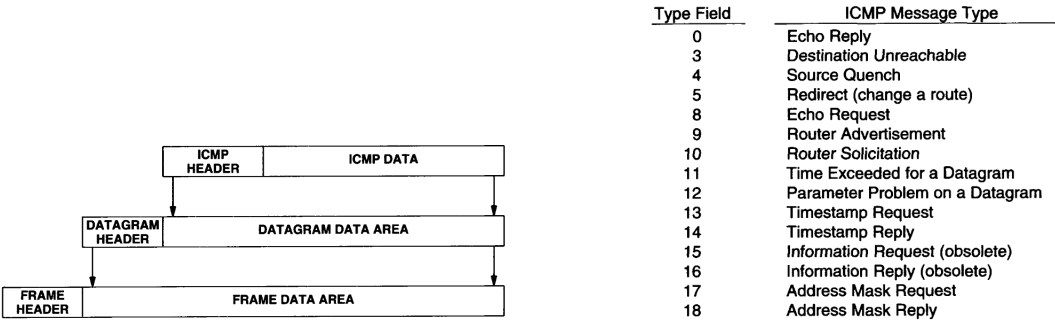 ICMP
HEADER
ICMP DATA
DATAGRAM
HEADER
DATAGRAM DATA AREA
FRAME
HEADER
FRAME DATA AREA
Type Field ICMP Message Type
0 Echo Reply
3 Destination Unreachable
4 Source Quench
5 Redirect (change a route)
8 Echo Request
9 Router Advertisement
10 Router Solicitation
11 Time Exceeded for a Datagram
12 Parameter Problem on a Datagram
13 Timestamp Request
14 Timestamp Reply
15 Information Request (obsolete)
16 Information Reply (obsolete)
17 Address Mask Request
18 Address Mask Reply